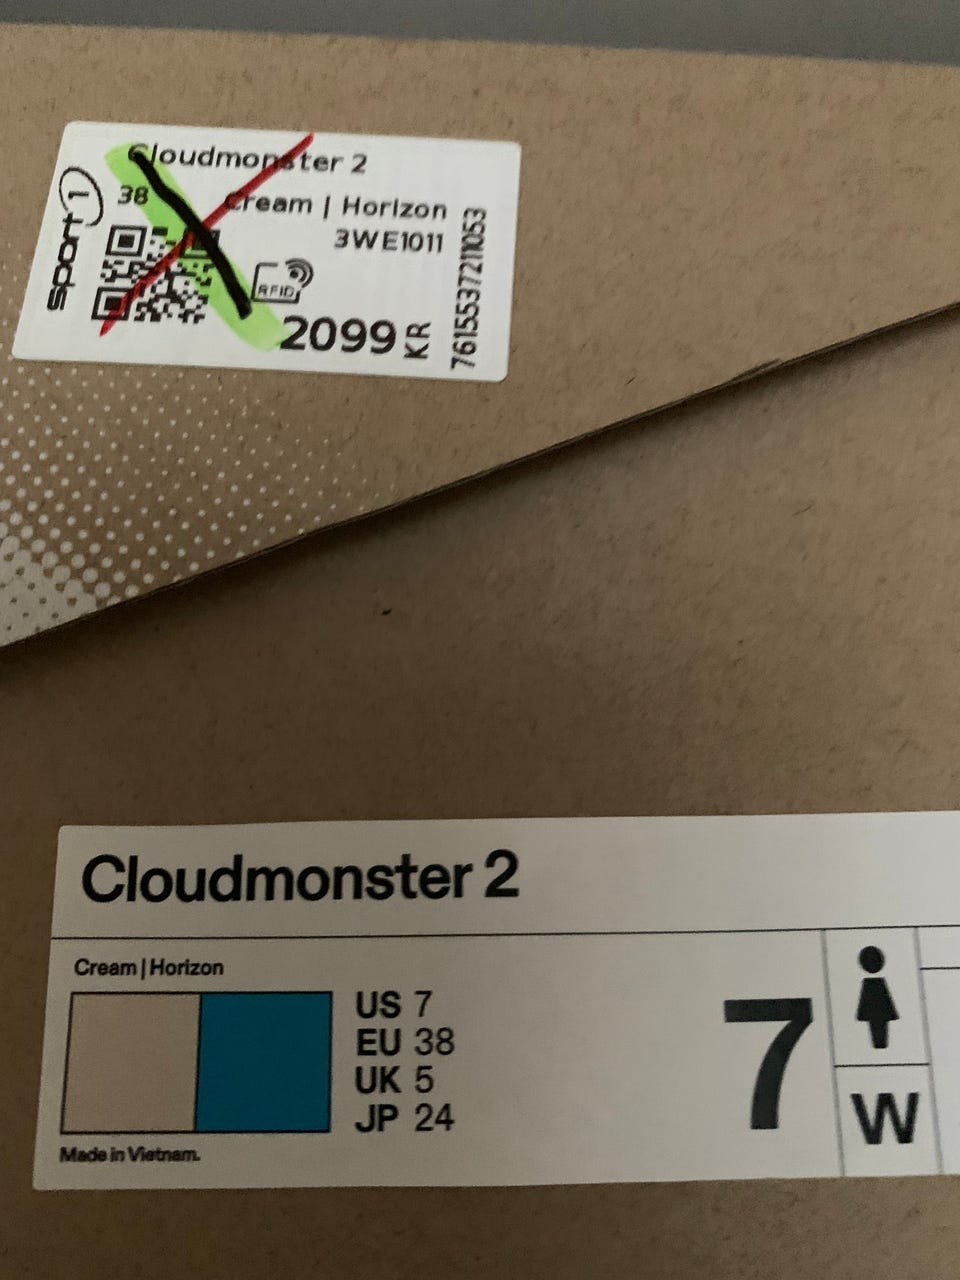 sport 1
Cloudmonster 2
38
Cream | Horizon
3WE1011
RFID
2099 KR
7615537211053
Cloudmonster 2
Cream | Horizon
US 7
EU 38
UK 5
JP 24
7
W
Made in Vietnam.